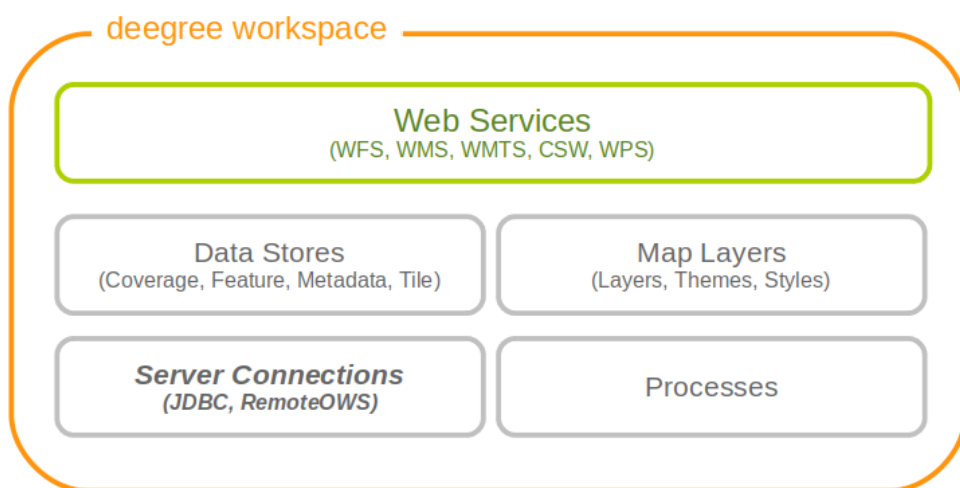 deegree workspace
Web Services
(WFS, WMS, WMTS, CSW, WPS)
Data Stores
(Coverage, Feature, Metadata, Tile)
Map Layers
(Layers, Themes, Styles)
Server Connections
(JDBC, RemoteOWS)
Processes